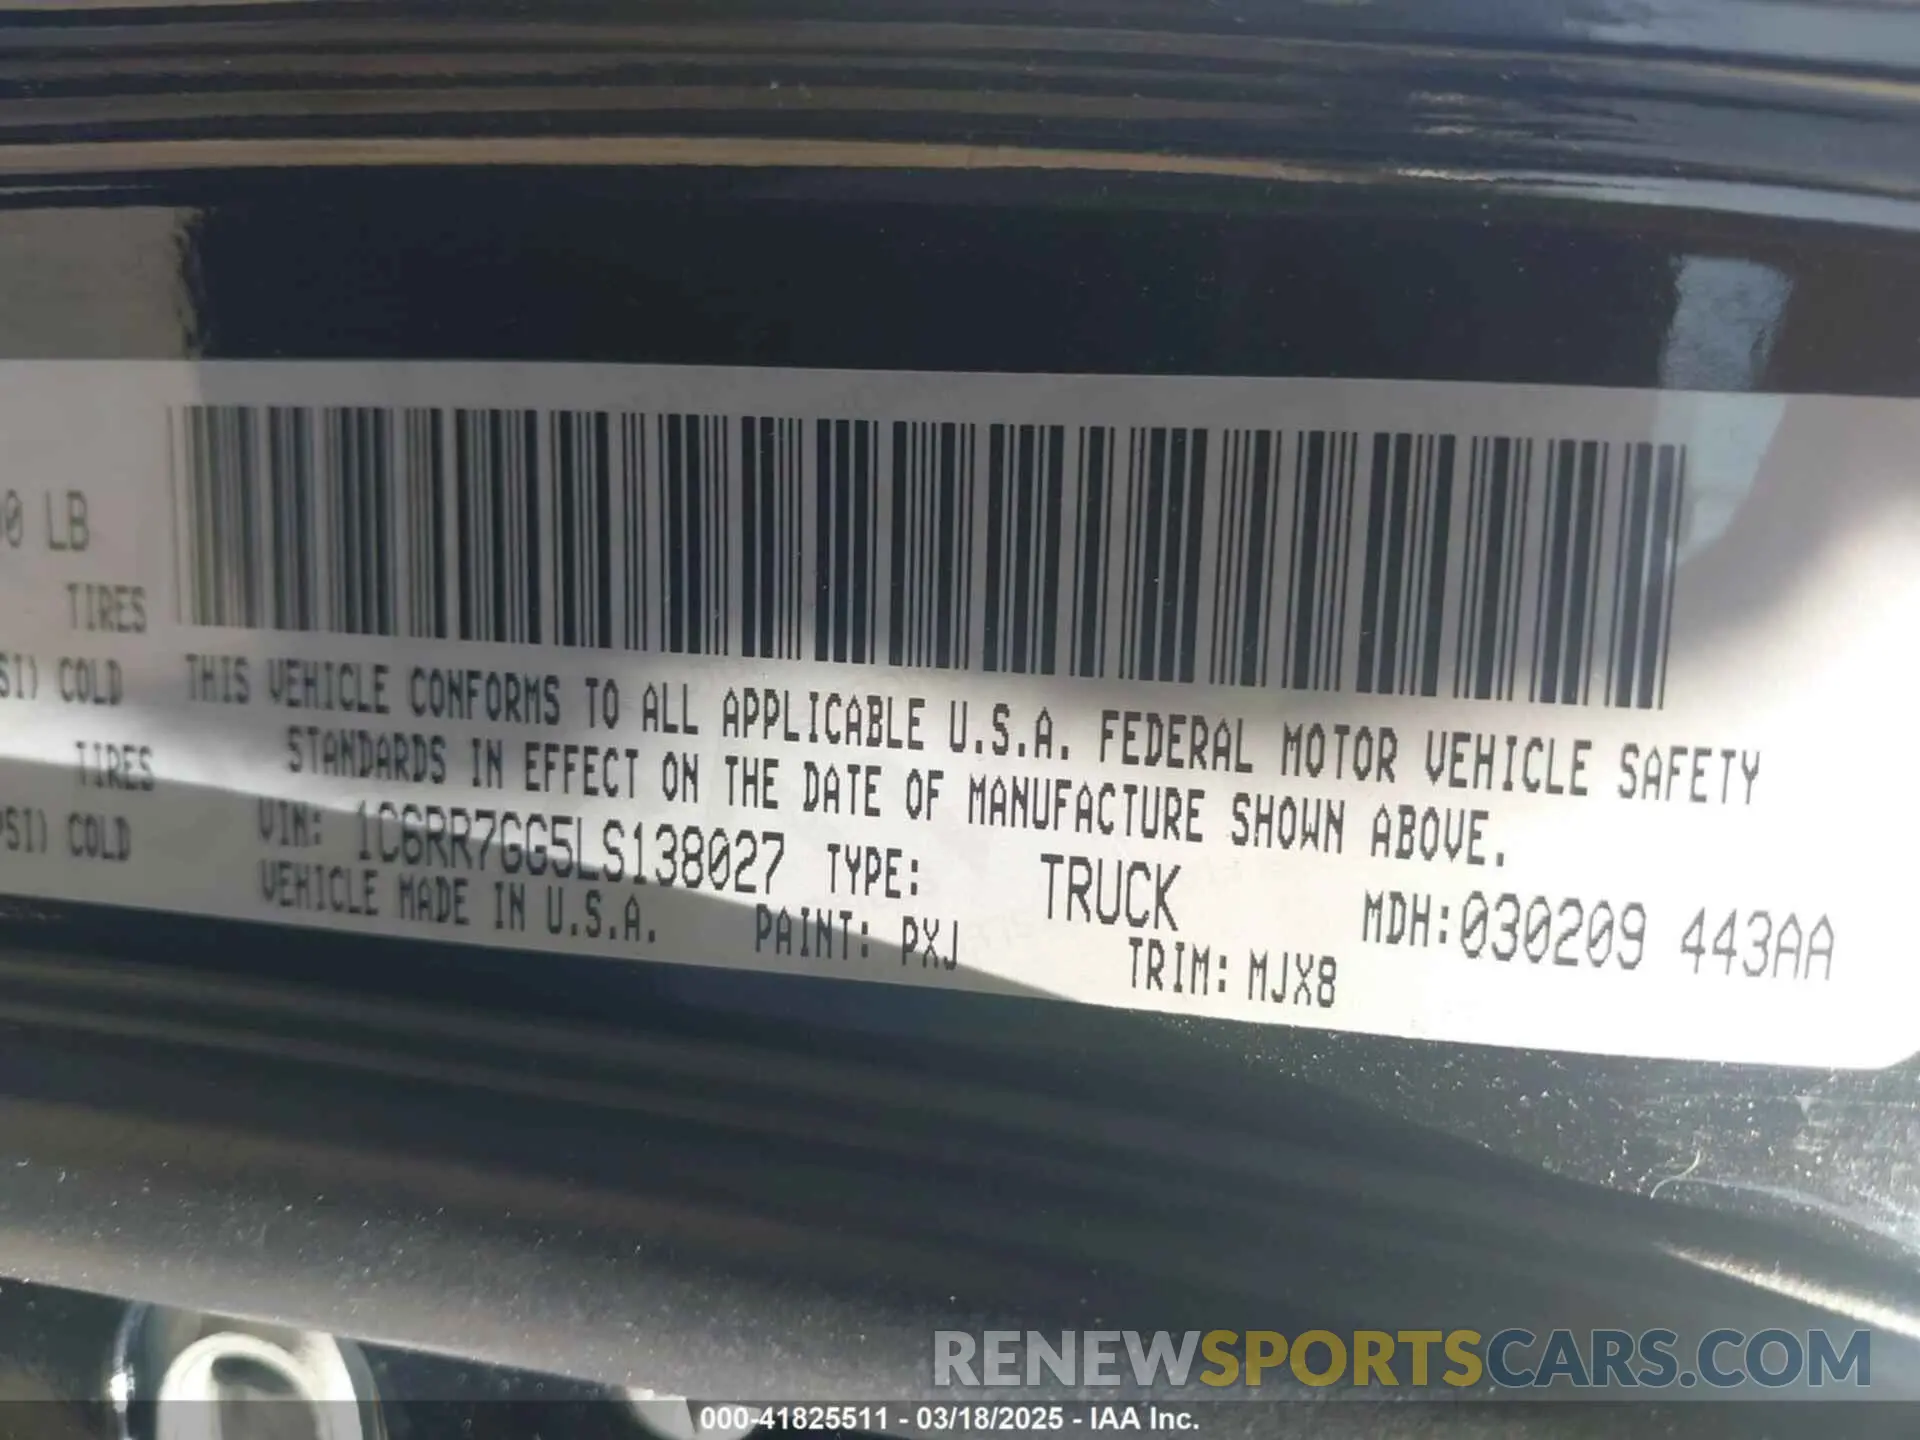 00 LB
TIRES
SI) COLD
TIRES
PSI) COLD
THIS VEHICLE CONFORMS TO ALL APPLICABLE U.S.A. FEDERAL MOTOR VEHICLE SAFETY
STANDARDS IN EFFECT ON THE DATE OF MANUFACTURE SHOWN ABOVE.
VIN: 1C6RR7GG5LS138027 TYPE: TRUCK MDH:030209 443AA
VEHICLE MADE IN U.S.A. PAINT: PXJ TRIM: MJX8
RENEWSPORTSCARS.COM
000-41825511 - 03/18/2025 - IAA Inc.